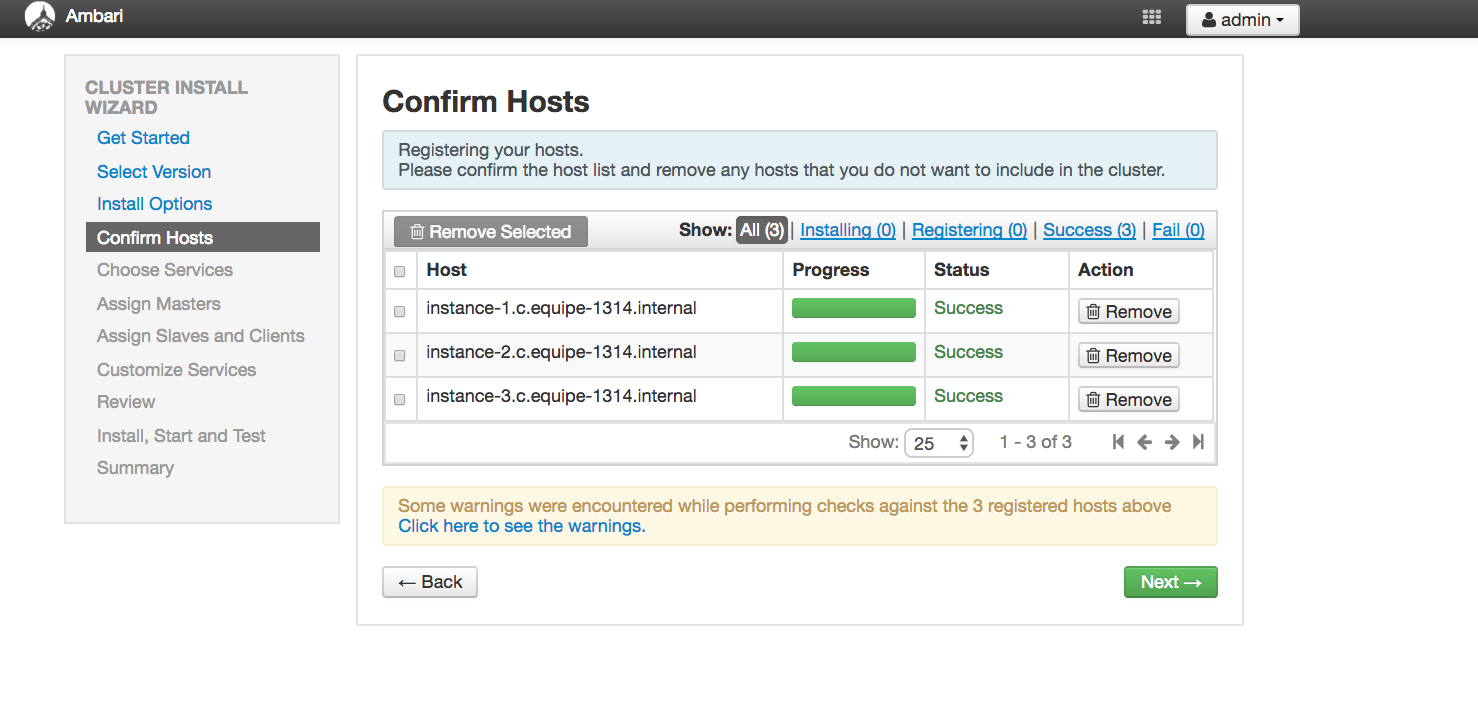 Ambari
admin
CLUSTER INSTALL
WIZARD
Get Started
Select Version
Install Options
Confirm Hosts
Choose Services
Assign Masters
Assign Slaves and Clients
Customize Services
Review
Install, Start and Test
Summary
Confirm Hosts
Registering your hosts.
Please confirm the host list and remove any hosts that you do not want to include in the cluster.
Remove Selected Show: All (3) | Installing (0) | Registering (0) | Success (3) | Fail (0)
Host Progress Status Action
instance-1.c.equipe-1314.internal Success Remove
instance-2.c.equipe-1314.internal Success Remove
instance-3.c.equipe-1314.internal Success Remove
Show: 25 1 - 3 of 3
Some warnings were encountered while performing checks against the 3 registered hosts above
Click here to see the warnings.
← Back Next →